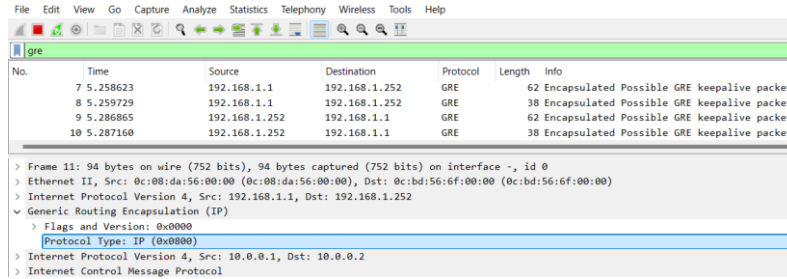 File Edit View Go Capture Analyze Statistics Telephony Wireless Tools Help
gre
No. Time Source Destination Protocol Length Info
7 5.258623 192.168.1.1 192.168.1.252 GRE 62 Encapsulated Possible GRE keepalive packe
8 5.259729 192.168.1.1 192.168.1.252 GRE 38 Encapsulated Possible GRE keepalive packe
9 5.286865 192.168.1.252 192.168.1.1 GRE 62 Encapsulated Possible GRE keepalive packe
10 5.287160 192.168.1.252 192.168.1.1 GRE 38 Encapsulated Possible GRE keepalive packe
> Frame 11: 94 bytes on wire (752 bits), 94 bytes captured (752 bits) on interface -, id 0
> Ethernet II, Src: 0c:08:da:56:00:00 (0c:08:da:56:00:00), Dst: 0c:bd:56:6f:00:00 (0c:bd:56:6f:00:00)
> Internet Protocol Version 4, Src: 192.168.1.1, Dst: 192.168.1.252
Generic Routing Encapsulation (IP)
> Flags and Version: 0x0000
Protocol Type: IP (0x0800)
> Internet Protocol Version 4, Src: 10.0.0.1, Dst: 10.0.0.2
> Internet Control Message Protocol